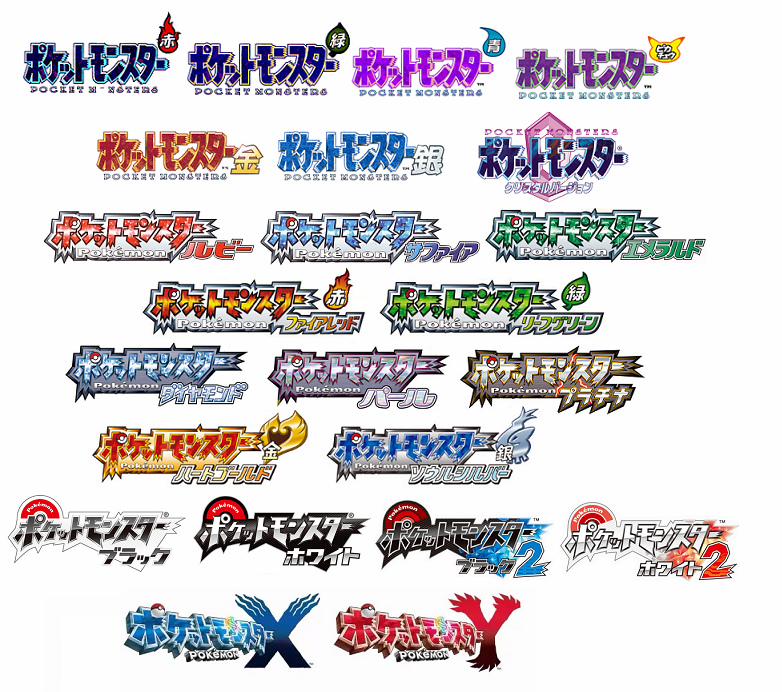 ポケットモンスター 赤
POCKET MONSTERS
ポケットモンスター 緑
POCKET MONSTERS
ポケットモンスター 青
POCKET MONSTERS
ポケットモンスター ピカチュウ
POCKET MONSTERS
ポケットモンスター 金
POCKET MONSTERS
ポケットモンスター 銀
POCKET MONSTERS
POCKET MONSTERS
ポケットモンスター
クリスタルバージョン
ポケットモンスター
Pokémon ルビー
ポケットモンスター
Pokémon サファイア
ポケットモンスター
Pokémon エメラルド
ポケットモンスター 赤
Pokémon ファイアレッド
ポケットモンスター 緑
Pokémon リーフグリーン
ポケットモンスター
Pokémon ダイヤモンド
ポケットモンスター
Pokémon パール
ポケットモンスター
Pokémon プラチナ
ポケットモンスター 金
Pokémon ハートゴールド
ポケットモンスター 銀
Pokémon ソウルシルバー
Pokémon
ポケットモンスター
ブラック
Pokémon
ポケットモンスター
ホワイト
Pokémon
ポケットモンスター™
ブラック2
Pokémon
ポケットモンスター™
ホワイト2
ポケットモンスター X
POKéMON
ポケットモンスター Y
POKéMON